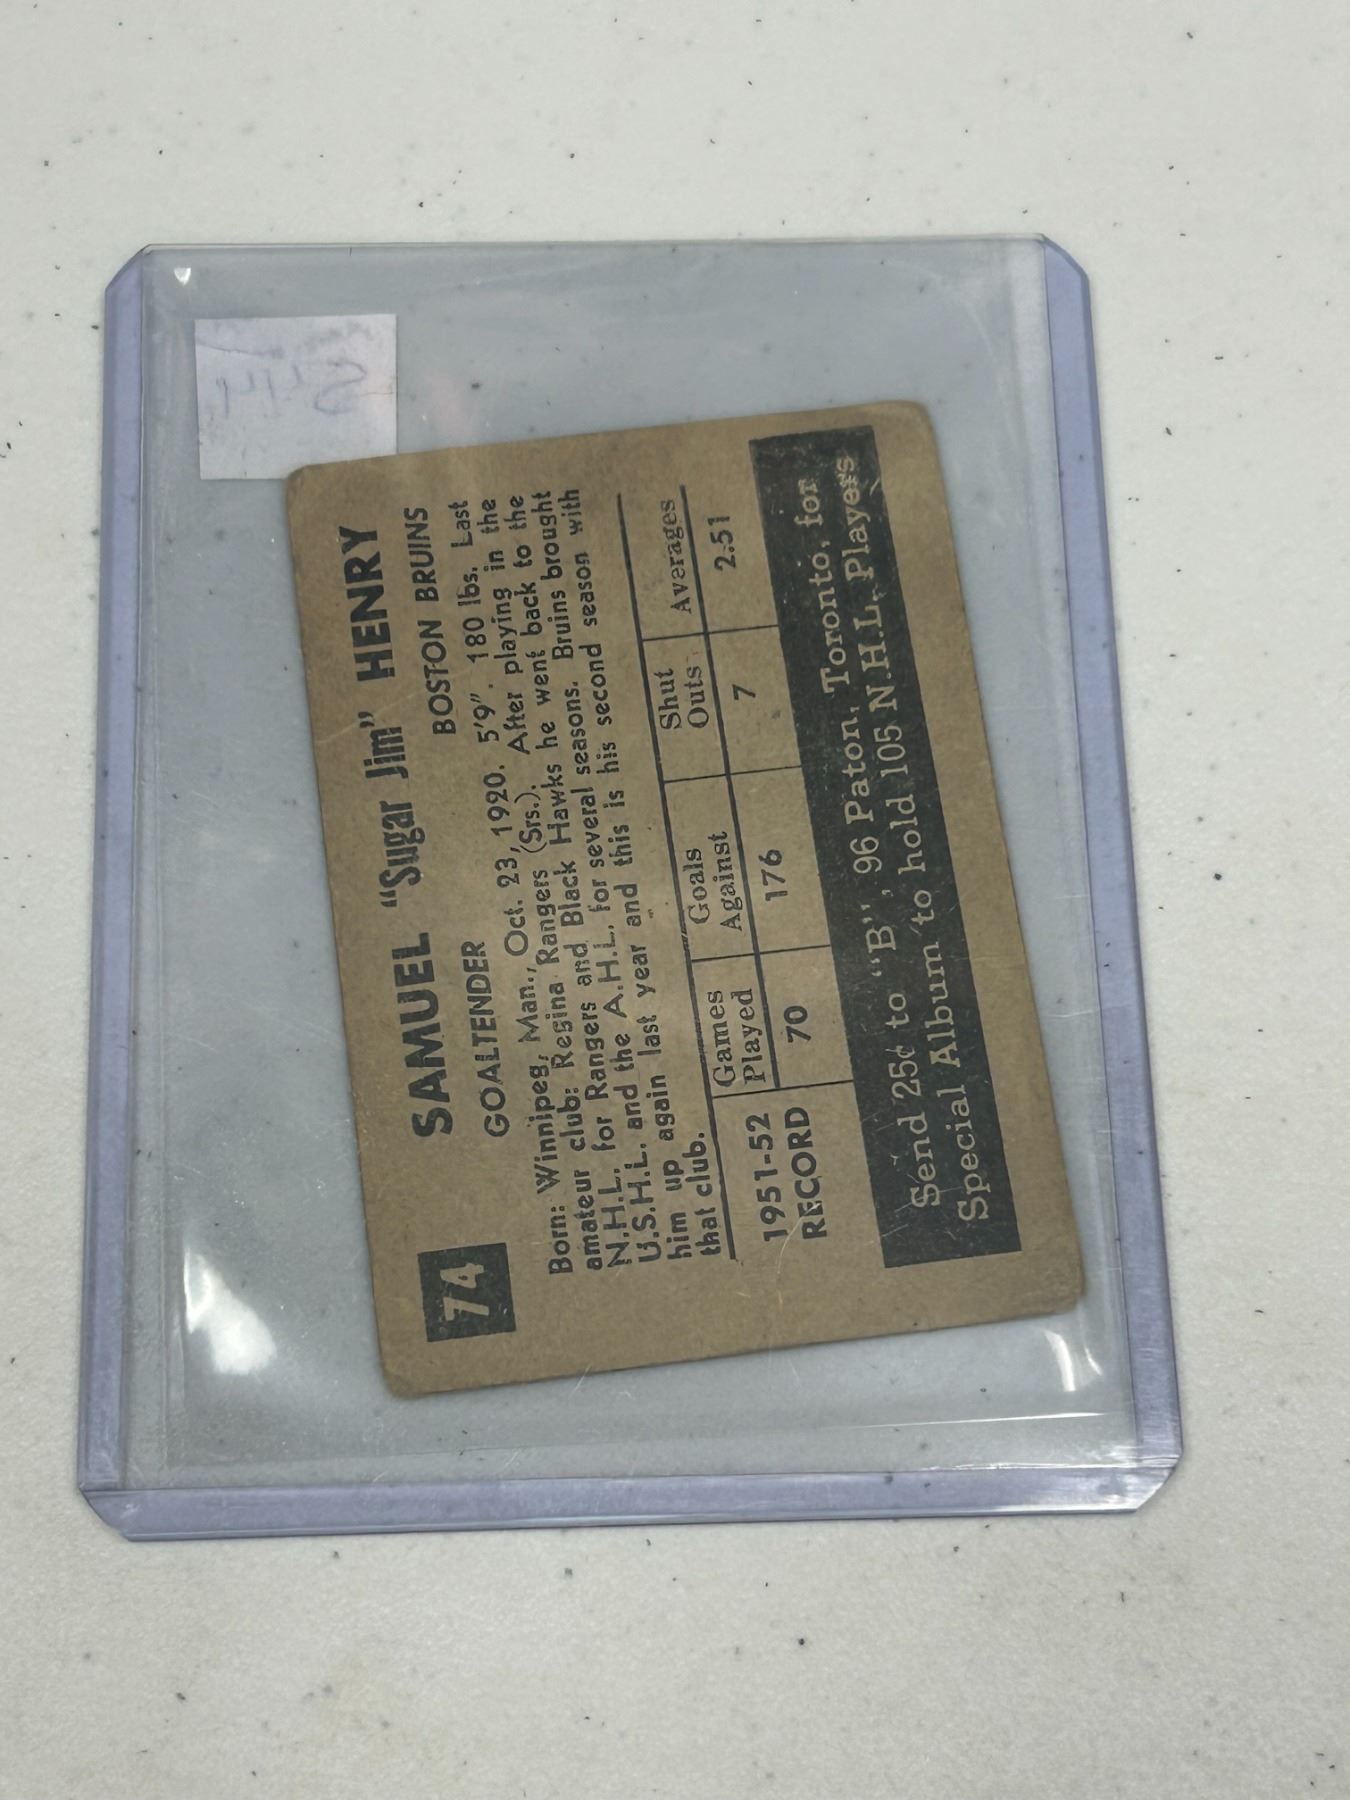 74
SAMUEL "Sugar Jim" HENRY
GOALTENDER BOSTON BRUINS
Born: Winnipeg, Man., Oct. 23, 1920. 5'9". 180 lbs. Last
amateur club: Regina Rangers (Srs.). After playing in the
N.H.L. for Rangers and Black Hawks he went back to the
U.S.H.L. and the A.H.L. for several seasons. Bruins brought
him up again last year and this is his second season with
that club.
1951-52
RECORD
Games
Played
Goals
Against
Shut
Outs
Averages
70 176 7 2.51
Send 25¢ to "B", 96 Paton, Toronto, for
Special Album to hold 105 N.H.L. Players